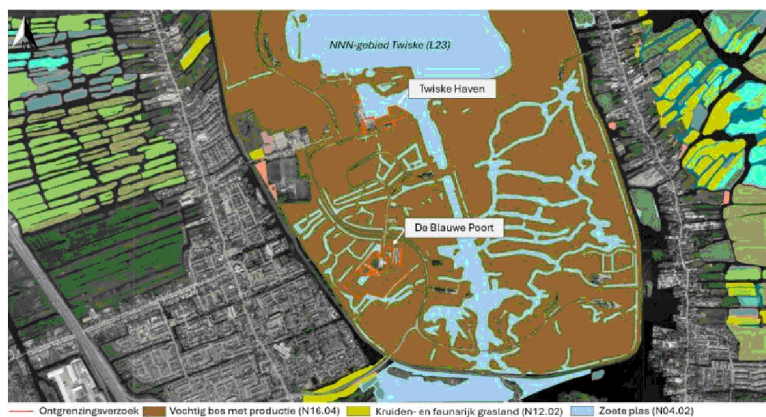 NNN-gebied Twiske (L23)
Twiske Haven
De Blauwe Poort
Ontgrenzingsverzoek Vochtig bos met productie (N16.04) Kruiden- en faunarijk grasland (N12.02) Zoete plas (N04.02)